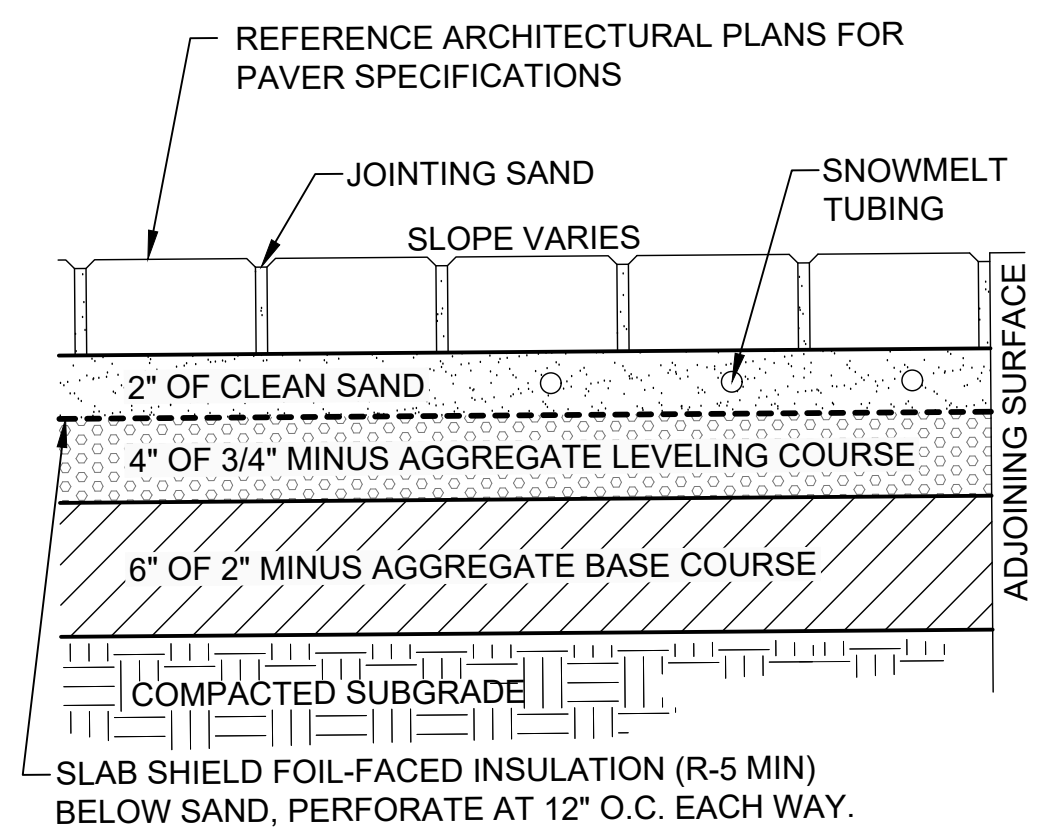 REFERENCE ARCHITECTURAL PLANS FOR
PAVER SPECIFICATIONS
JOINTING SAND
SNOWMELT
TUBING
SLOPE VARIES
2" OF CLEAN SAND
4" OF 3/4" MINUS AGGREGATE LEVELING COURSE
6" OF 2" MINUS AGGREGATE BASE COURSE
ADJOINING SURFACE
COMPACTED SUBGRADE
SLAB SHIELD FOIL-FACED INSULATION (R-5 MIN)
BELOW SAND, PERFORATE AT 12" O.C. EACH WAY.